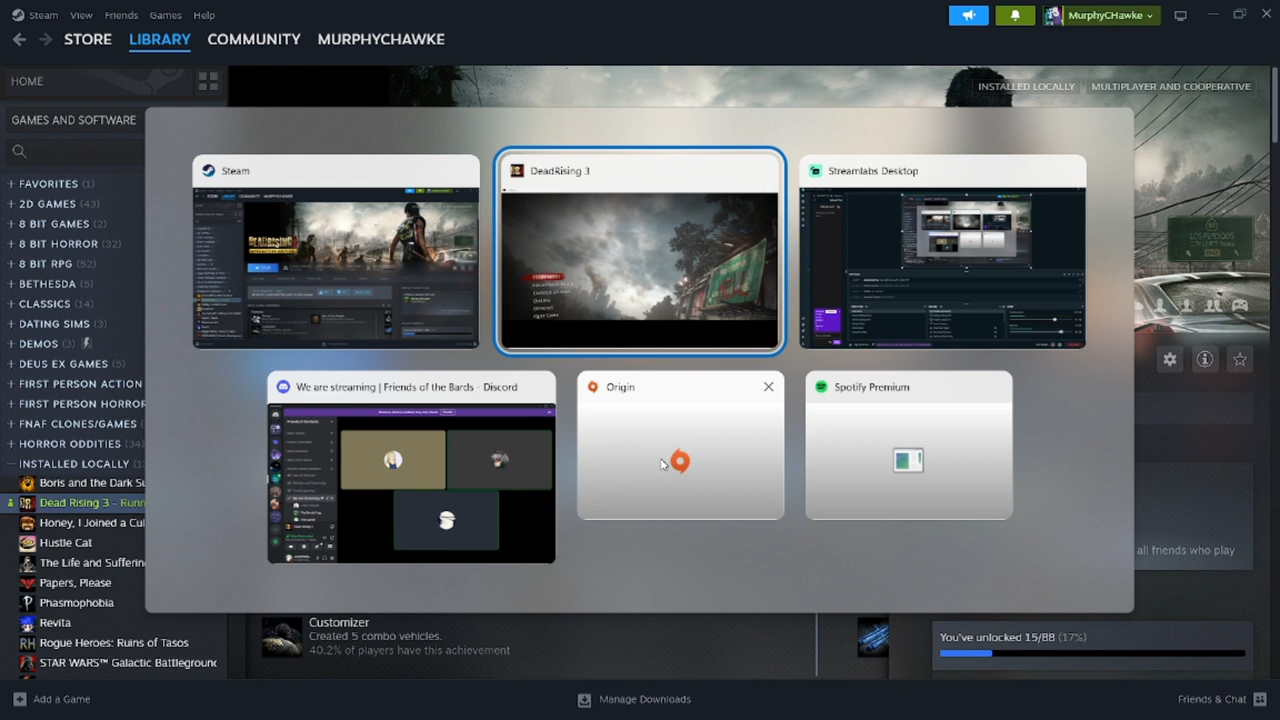 Steam View Friends Games Help
MurphyCHawke
STORE LIBRARY COMMUNITY MURPHYCHAWKE
HOME
INSTALLED LOCALLY
MULTIPLAYER AND COOPERATIVE
GAMES AND SOFTWARE
FAVORITES (1)
2D GAMES (43)
8 BIT GAMES (2
8 BIT HORROR (32)
8 BIT RPG (52)
BETHESDA (5)
CLASSICS (14)
DATING SIMS (3)
DEMOS (3)
DEUS EX GAMES (5)
FIRST PERSON ACTION
FIRST PERSON HORROR
FNAF CLONES/GAMES
HORROR ODDITIES (34)
INSTALLED LOCALLY (1
Boris and the Dark Su
Dead Rising 3 - Runn
Honey, I Joined a Cul
Hustle Cat
The Life and Suffering
Papers, Please
Phasmophobia
Revita
Rogue Heroes: Ruins of Tasos
STAR WARS™ Galactic Battleground
Steam
DeadRising 3
Streamlabs Desktop
We are streaming | Friends of the Bards - Discord
Origin
Spotify Premium
LOS PERDIDOS
all friends who play
Customizer
Created 5 combo vehicles.
40.2% of players have this achievement
You've unlocked 15/88 (17%)
Add a Game
Manage Downloads
Friends & Chat